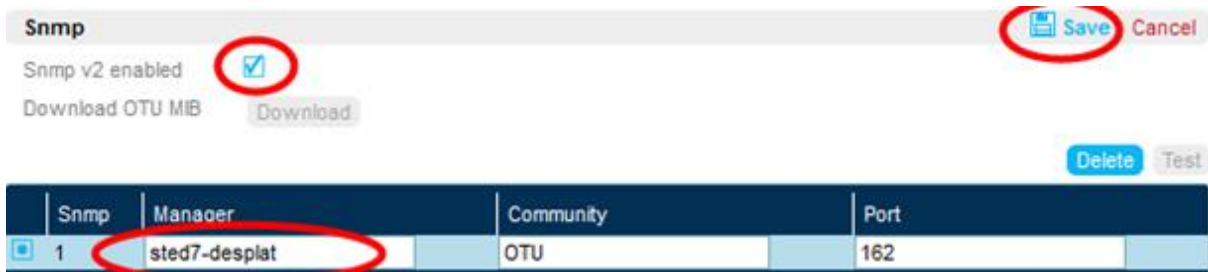 Snmp Save Cancel
Snmp v2 enabled
Download OTU MIB Download
Delete Test
Snmp Manager Community Port
1 sted7-desplat OTU 162